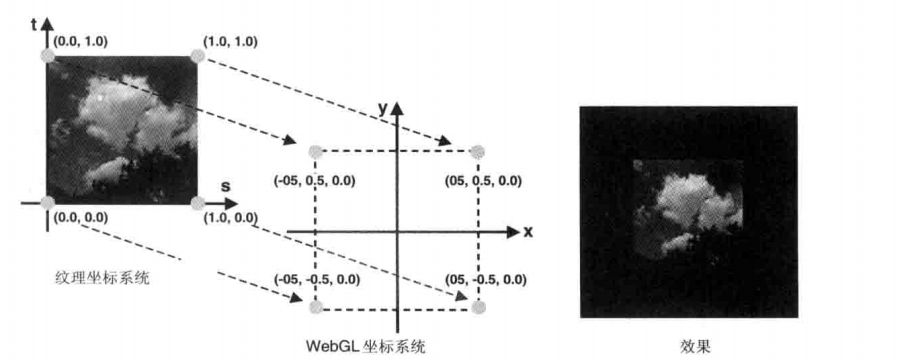 t
(0.0, 1.0)
(1.0, 1.0)
s
(0.0, 0.0)
(1.0, 0.0)
纹理坐标系统
y
(-05, 0.5, 0.0)
(05, 0.5, 0.0)
x
(-05, -0.5, 0.0)
(05, -0.5, 0.0)
WebGL 坐标系统
效果